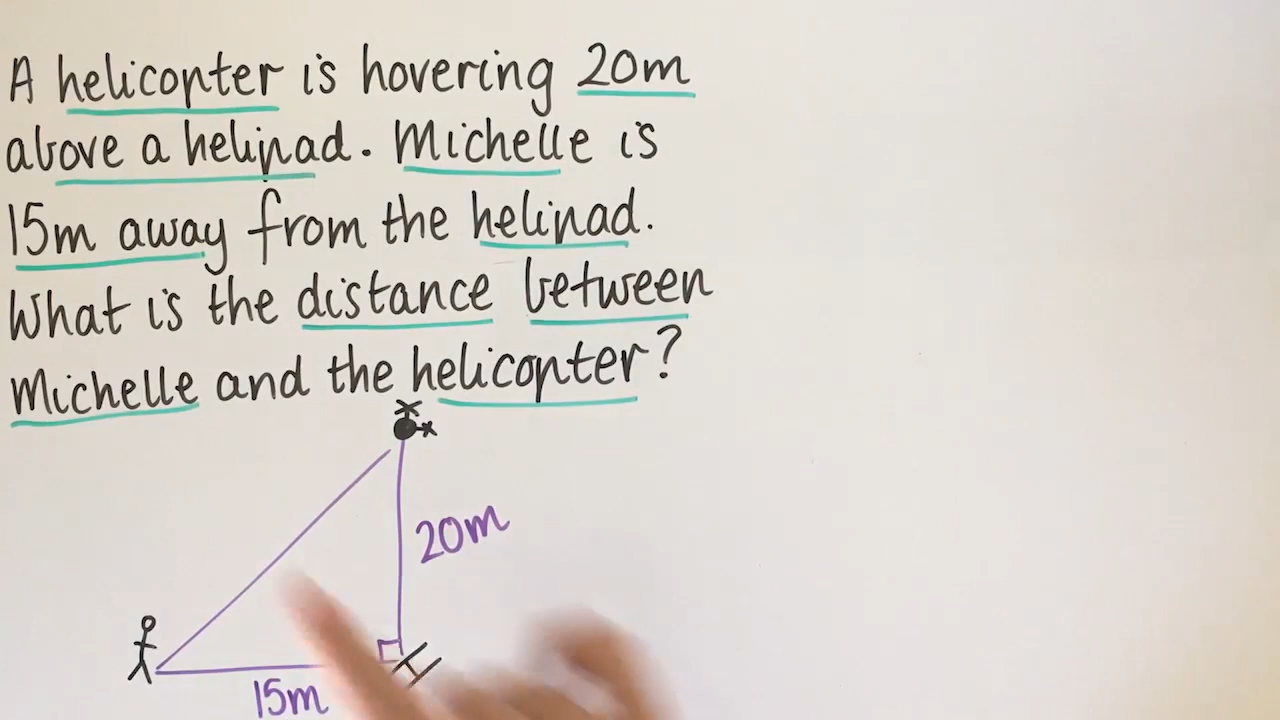 A helicopter is hovering 20m
above a helipad. Michelle is
15m away from the helipad.
What is the distance between
Michelle and the helicopter?
20m
H
15m